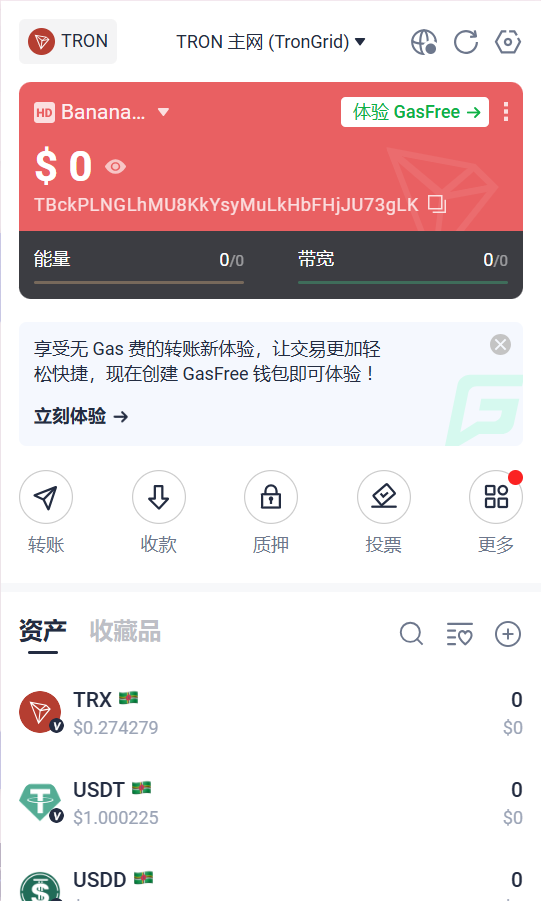 TRON
TRON 主网 (TronGrid)
HD Banana...
体验 GasFree →
$ 0
TBckPLNGLhMU8KkYsyMuLkHbFHjJU73gLK
能量 0/0
带宽 0/0
享受无 Gas 费的转账新体验，让交易更加轻
松快捷，现在创建 GasFree 钱包即可体验！
立刻体验 →
转账
收款
质押
投票
更多
资产
收藏品
TRX 0
$0.274279 $0
USDT 0
$1.000225 $0
USDD 0